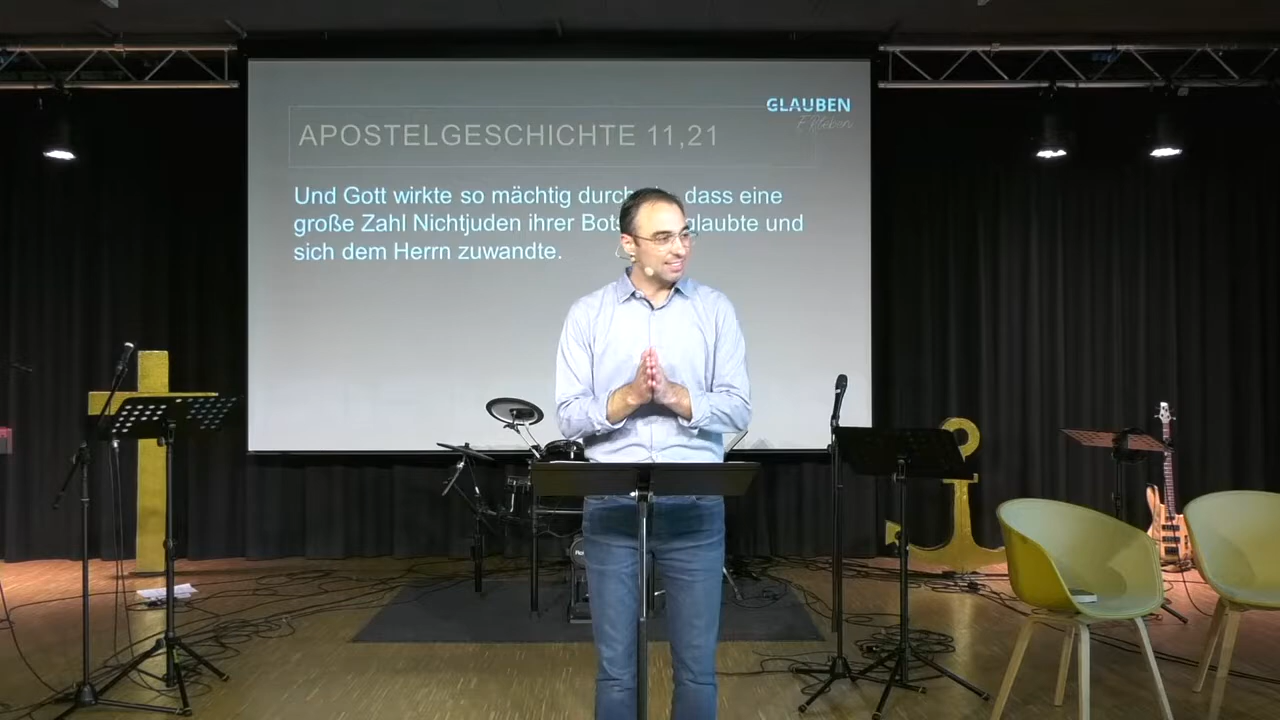 GLAUBEN
APOSTELGESCHICHTE 11,21
Und Gott wirkte so mächtig durch dass eine
große Zahl Nichtjuden ihrer glaubte und
sich dem Herrn zuwandte.